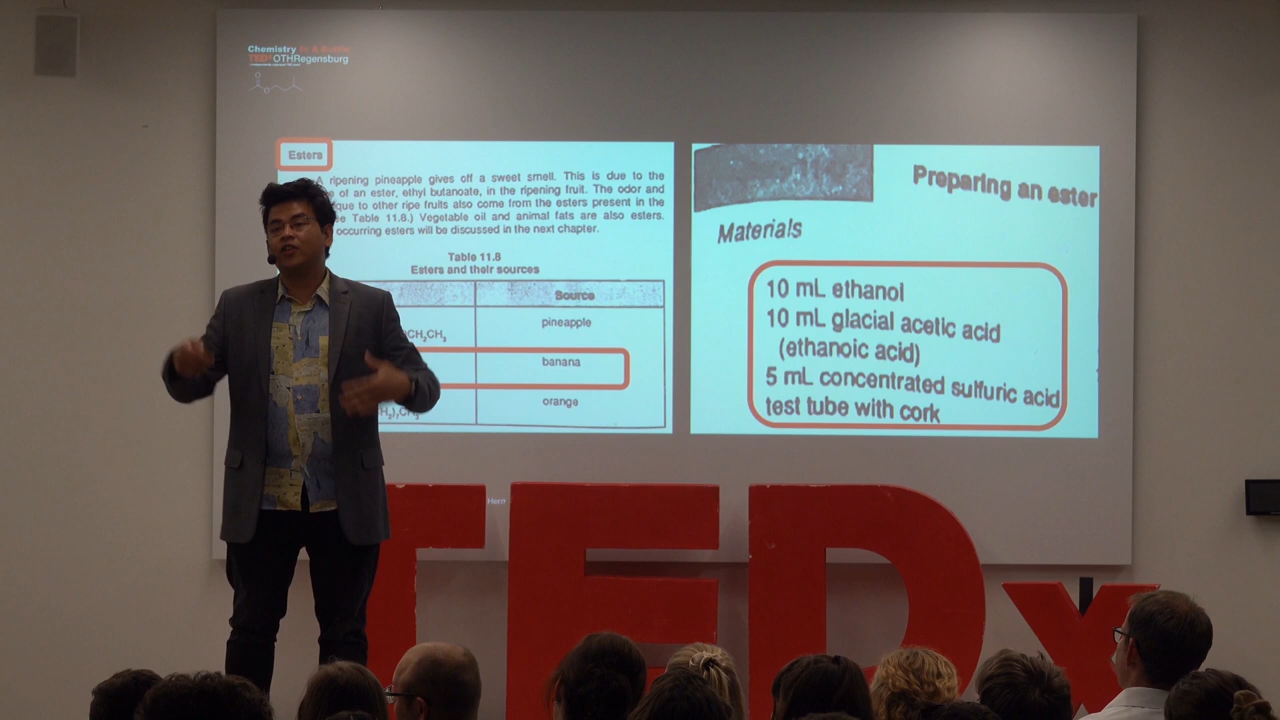 Chemistry
TEDx OTHRegensburg
Esters
A ripening pineapple gives off a sweet smell. This is due to the
of an ester, ethyl butanoate, in the ripening fruit. The odor and
que to other ripe fruits also come from the esters present in the
Table 11.8.) Vegetable oil and animal fats are also esters.
occurring esters will be discussed in the next chapter.
Table 11.8
Esters and their sources
Source
pineapple
CH₂CH₃
banana
orange
Preparing an ester
Materials
10 mL ethanol
10 mL glacial acetic acid
(ethanoic acid)
5 mL concentrated sulfuric acid
test tube with cork
TEDx